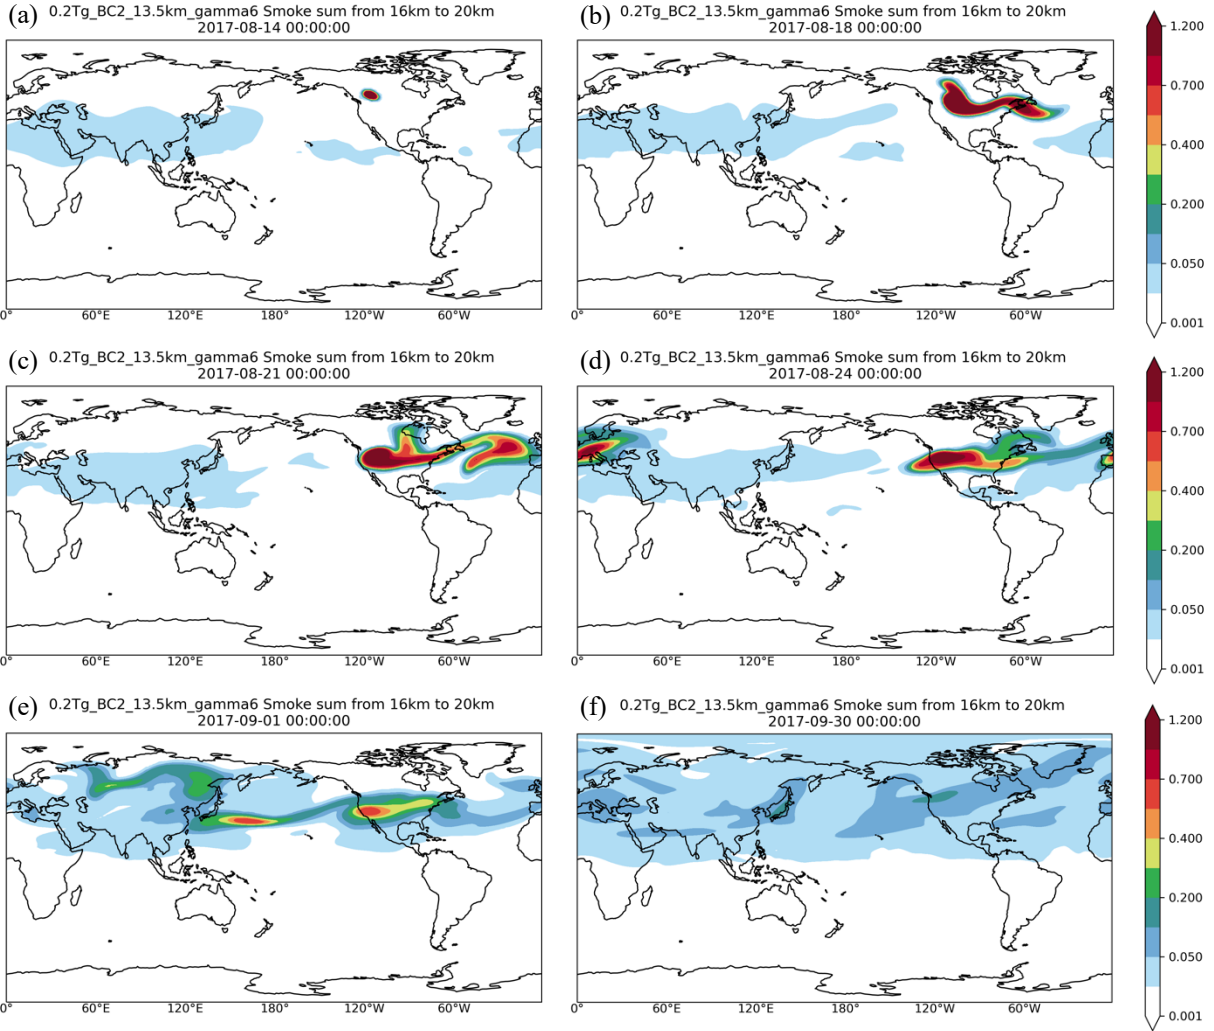 (a)
0.2Tg_BC2_13.5km_gamma6 Smoke sum from 16km to 20km
2017-08-14 00:00:00
0°
60°E
120°E
180°
120°W
60°W
(b)
0.2Tg_BC2_13.5km_gamma6 Smoke sum from 16km to 20km
2017-08-18 00:00:00
0°
60°E
120°E
180°
120°W
60°W
1.200
0.700
0.400
0.200
0.050
0.001
(c)
0.2Tg_BC2_13.5km_gamma6 Smoke sum from 16km to 20km
2017-08-21 00:00:00
0°
60°E
120°E
180°
120°W
60°W
(d)
0.2Tg_BC2_13.5km_gamma6 Smoke sum from 16km to 20km
2017-08-24 00:00:00
0°
60°E
120°E
180°
120°W
60°W
1.200
0.700
0.400
0.200
0.050
0.001
(e)
0.2Tg_BC2_13.5km_gamma6 Smoke sum from 16km to 20km
2017-09-01 00:00:00
0°
60°E
120°E
180°
120°W
60°W
(f)
0.2Tg_BC2_13.5km_gamma6 Smoke sum from 16km to 20km
2017-09-30 00:00:00
0°
60°E
120°E
180°
120°W
60°W
1.200
0.700
0.400
0.200
0.050
0.001